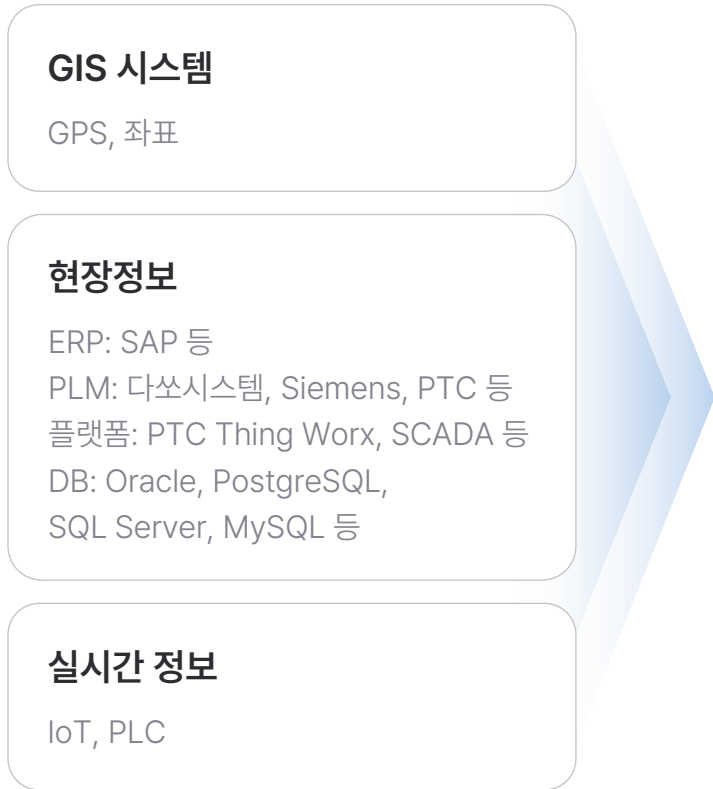 GIS 시스템
GPS, 좌표
현장정보
ERP: SAP 등
PLM: 다쏘시스템, Siemens, PTC 등
플랫폼: PTC Thing Worx, SCADA 등
DB: Oracle, PostgreSQL,
SQL Server, MySQL 등
실시간 정보
IoT, PLC